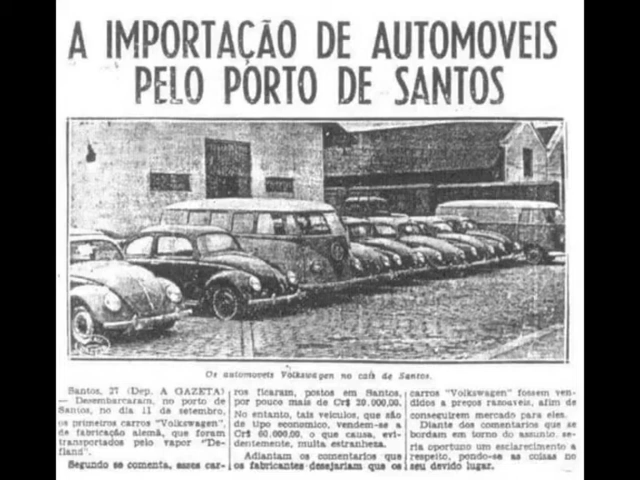 A IMPORTAÇÃO DE AUTOMOVEIS
PELO PORTO DE SANTOS
Os automoveis Volkswagen no cais de Santos.
Santos, 27 (Dep. A GAZETA)
— Desembarcaram, no porto de
Santos, no dia 11 de setembro,
os primeiros carros "Volkswagen",
de fabricação alemã, que foram
transportados pelo vapor "De-
fland".
Segundo se comenta, esses car-
ros ficaram, postos em Santos,
por pouco mais de Cr$ 30.000,00.
No entanto, tais veiculos, que são
de tipo economico, vendem-se a
Cr$ 60.000,00, o que causa, evi-
dentemente, muita estranheza.
Adiantam os comentarios que
os fabricantes desejariam que os
carros "Volkswagen" fossem ven-
didos a preços razoaveis, afim de
conseguirem mercado para eles.
Diante dos comentarios que se
bordam em torno do assunto, se-
ria oportuno um esclarecimento a
respeito, pondo-se as coisas no
seu devido lugar.